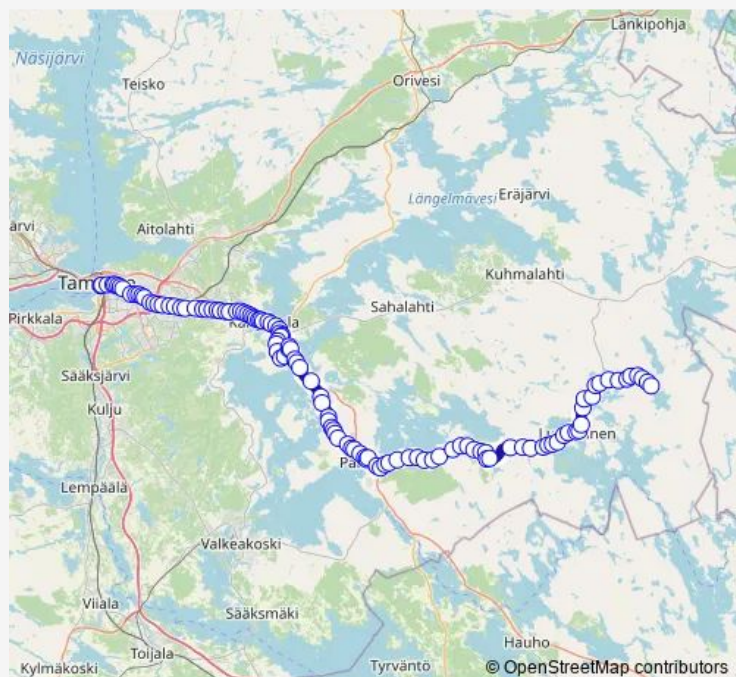 Länkipohja
Näsijärvi
Teisko
Orivesi
Längelmävesi
Eräjärvi
Aitolahti
Kuhmalahti
Sahalahti
Pirkkala
Sääksjärvi
Kulju
Lempäälä
Valkeakoski
Viiala
Sääksmäki
Toijala
Hauho
Kylmäkoski
Tyrväntö
© OpenStreetMap contributors